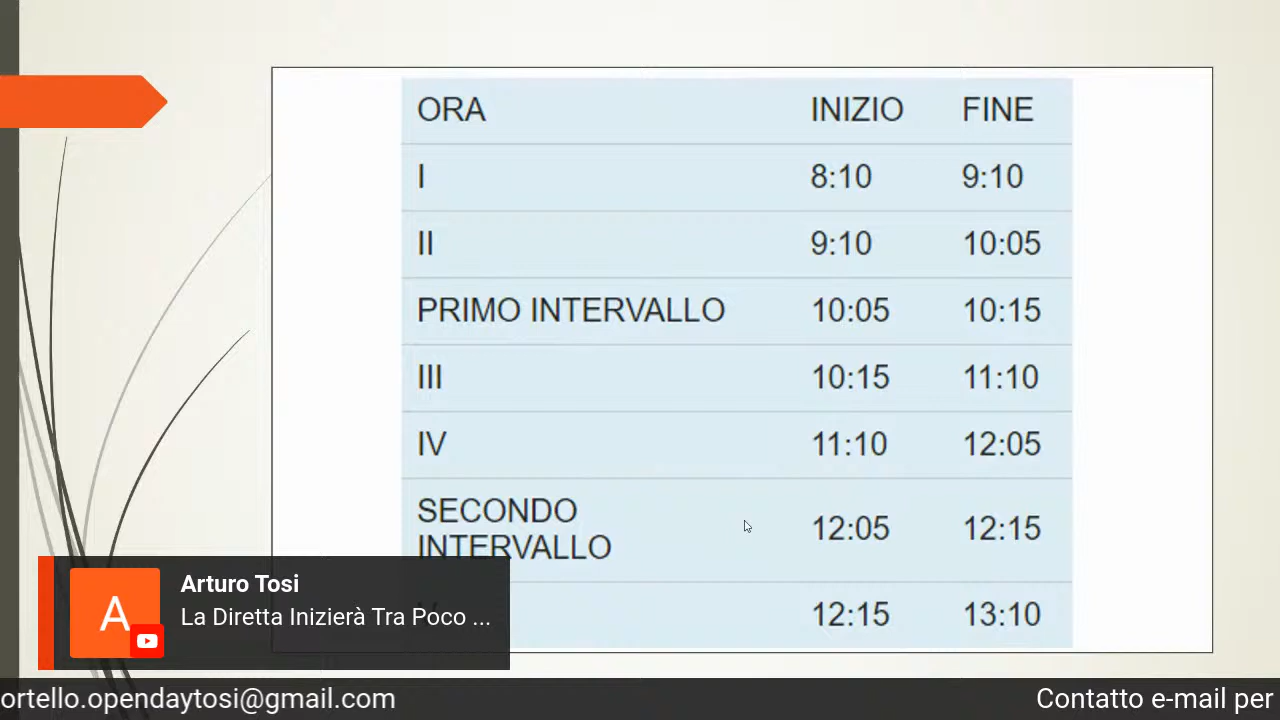 ORA INIZIO FINE
I 8:10 9:10
II 9:10 10:05
PRIMO INTERVALLO 10:05 10:15
III 10:15 11:10
IV 11:10 12:05
SECONDO
INTERVALLO 12:05 12:15
12:15 13:10
A
Arturo Tosi
La Diretta Inizierà Tra Poco ...
ortello.opendaytosi@gmail.com Contatto e-mail per